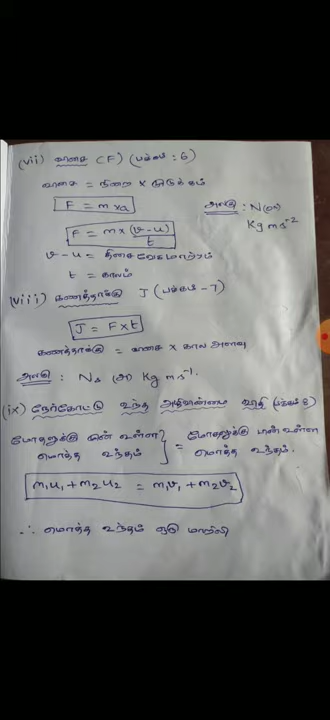 (vii) விசை (F) (பக்கம் : 6)
விசை = நிறை x முடுக்கம்
F = m x a
அலகு : N (அ)
Kg m s⁻²
F = m x (v - u) / t
v - u = திசைவேகமாற்றம்
t = காலம்
(viii) கணத்தாக்கு J (பக்கம் - 7)
J = F x t
கணத்தாக்கு = விசை x கால அளவு
அலகு : Ns (அ) Kg m s⁻¹.
(ix) நேர்கோட்டு உந்த அழிவின்மை விதி (பக்கம் 8)
மோதலுக்கு முன் உள்ள } = மோதலுக்கு பின் உள்ள
மொத்த உந்தம் மொத்த உந்தம்.
m₁u₁ + m₂u₂ = m₁v₁ + m₂v₂
∴ மொத்த உந்தம் ஒரு மாறிலி